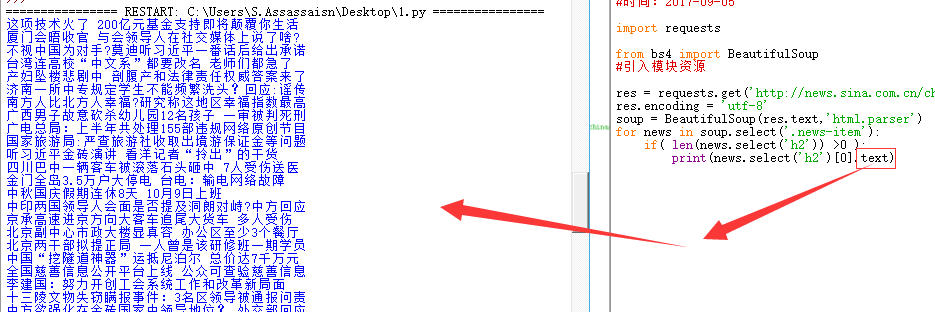 =============== RESTART: C:\Users\S.Assassaisn\Desktop\1.py ================
这项技术火了 200亿元基金支持即将颠覆你生活
厦门会晤收官 与会领导人在社交媒体上说了啥?
不视中国为对手?莫迪听习近平一番话后给出承诺
台湾连高校“中文系”都要改名 老师们都急了
产妇坠楼悲剧中 剖腹产和法律责任权威答案来了
济南一所中专规定学生不能频繁洗头？回应:谣传
南方人比北方人幸福?研究称这地区幸福指数最高
广西男子故意砍杀幼儿园12名孩子 一审被判死刑
广电总局：上半年共处理155部违规网络原创节目
国家旅游局:严查旅游社收取出境游保证金等问题
听习近平金砖演讲 看洋记者“拎出”的干货
四川巴中一辆客车被滚落石头砸中 7人受伤送医
金门全岛3.5万户大停电 台电：输电网络故障
中秋国庆假期连休8天 10月9日上班
中印两国领导人会面是否提及洞朗对峙?中方回应
京承高速进京方向大客车追尾大货车 多人受伤
北京副中心市政大楼显真容 办公区至少3个餐厅
北京两干部拟提正局 一人曾是该研修班一期学员
中国“挖隧道神器”运抵尼泊尔 总价达7千万元
全国慈善信息公开平台上线 公众可查验慈善信息
李建国：努力开创工会系统工作和改革新局面
十三陵文物失窃瞒报事件：3名区领导被通报问责
中方欲强化在金砖国家中领导地位？ 外交部回应
#时间：2017-09-05
import requests
from bs4 import BeautifulSoup
#引入模块资源
res = requests.get('http://news.sina.com.cn/ch
res.encoding = 'utf-8'
soup = BeautifulSoup(res.text,'html.parser')
for news in soup.select('.news-item'):
if( len(news.select('h2')) >0 ):
print(news.select('h2')[0].text)